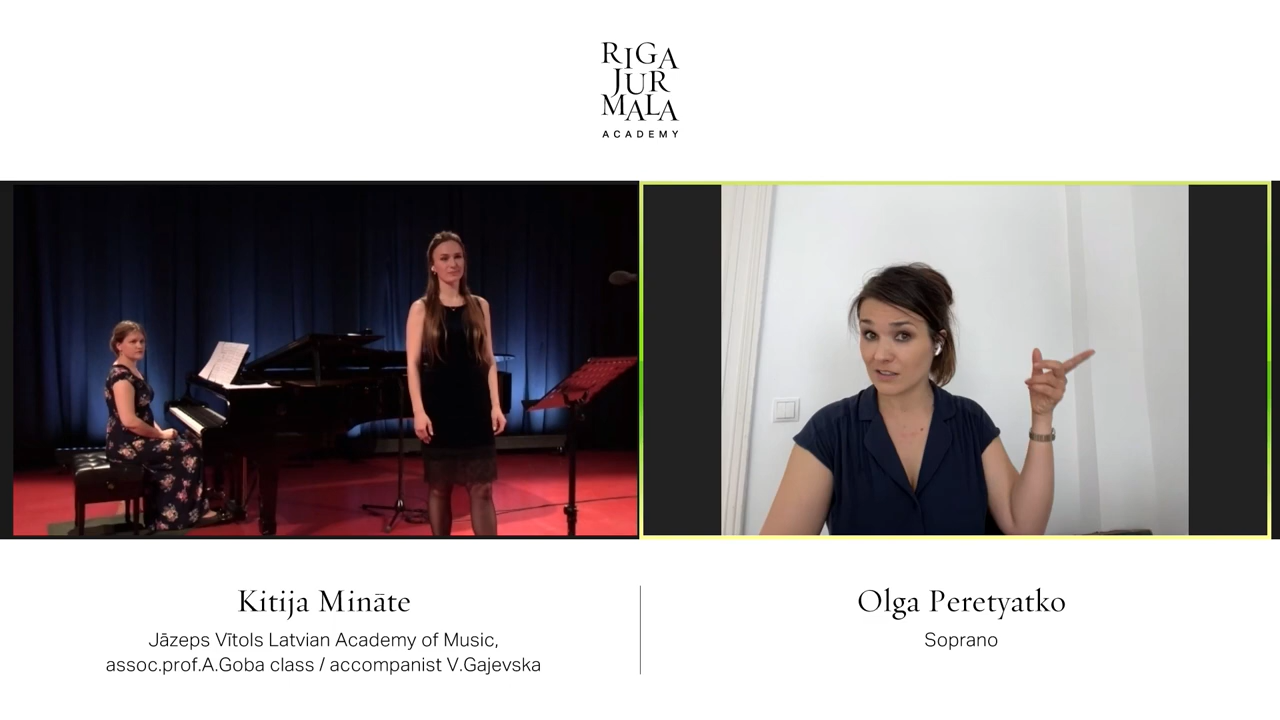 RIGA
JUR
MALA
ACADEMY
Kitija Mināte
Jāzeps Vītols Latvian Academy of Music,
assoc.prof.A.Goba class / accompanist V.Gajevska
Olga Peretyatko
Soprano